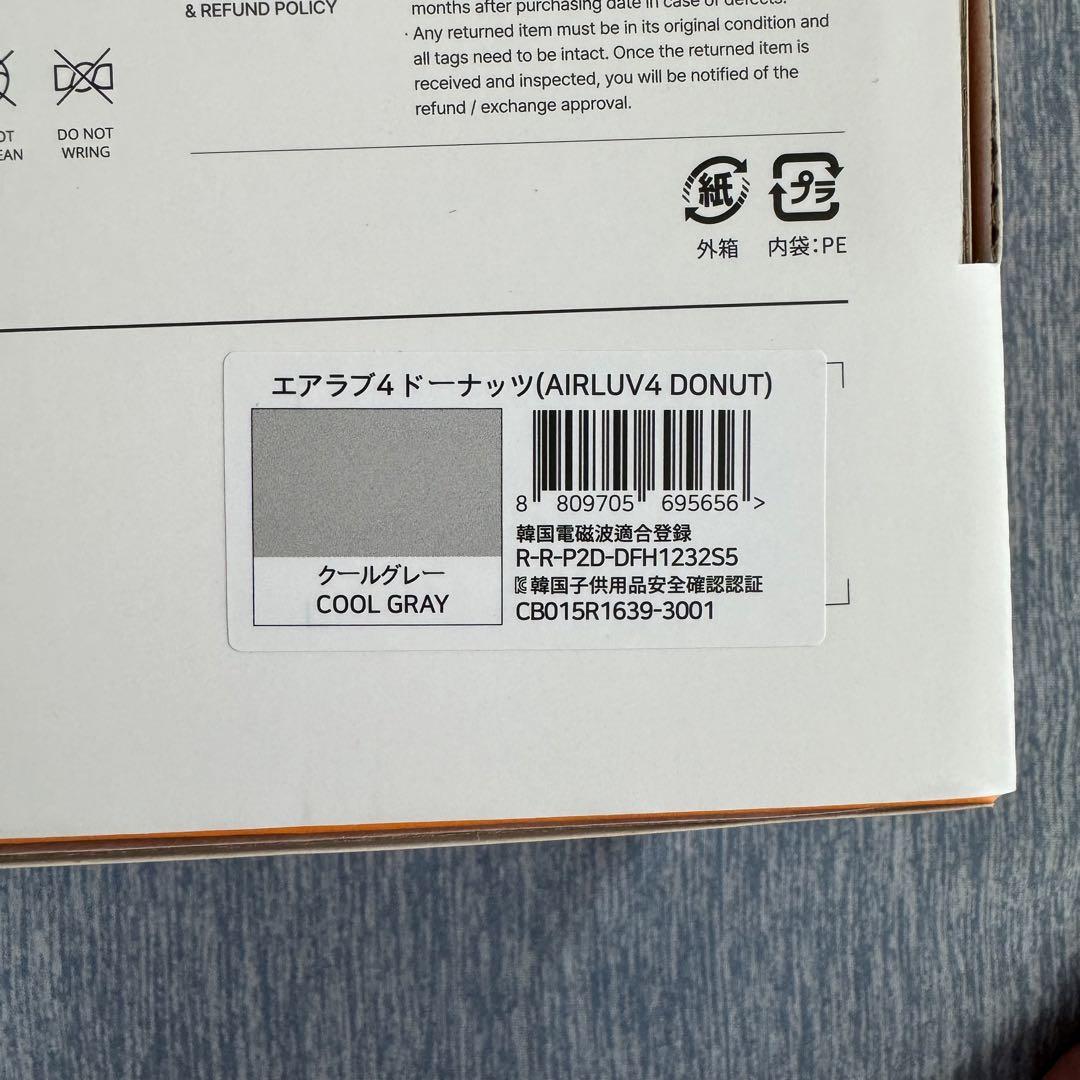 & REFUND POLICY
months after purchasing date in case of defects.
· Any returned item must be in its original condition and
all tags need to be intact. Once the returned item is
received and inspected, you will be notified of the
refund / exchange approval.
DO NOT
WRING
紙
プラ
外箱
内袋:PE
エアラブ4 ドーナッツ(AIRLUV4 DONUT)
クールグレー
COOL GRAY
8 809705 695656 >
韓国電磁波適合登録
R-R-P2D-DFH1232S5
韓国子供用品安全確認認証
CB015R1639-3001